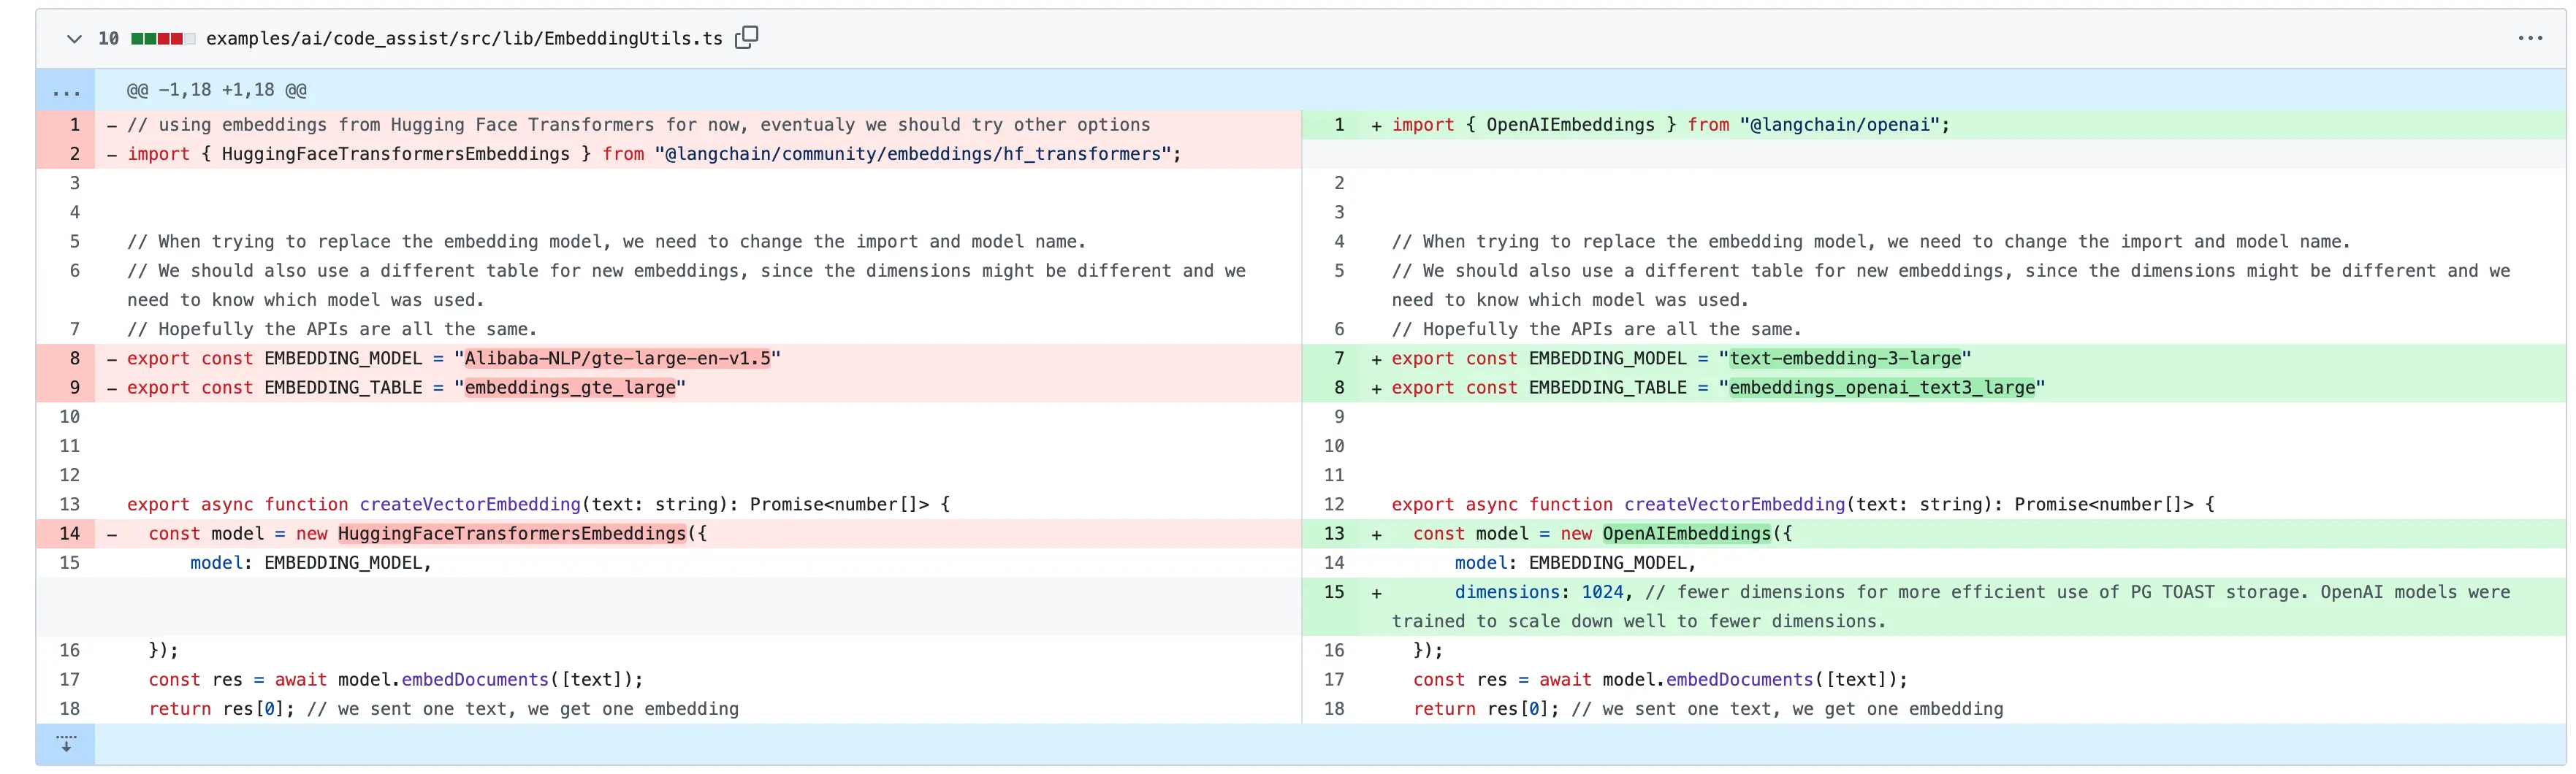 10 examples/ai/code_assist/src/lib/EmbeddingUtils.ts
@@ -1,18 +1,18 @@
1 - // using embeddings from Hugging Face Transformers for now, eventualy we should try other options
2 - import { HuggingFaceTransformersEmbeddings } from "@langchain/community/embeddings/hf_transformers";
3
4
5 // When trying to replace the embedding model, we need to change the import and model name.
6 // We should also use a different table for new embeddings, since the dimensions might be different and we
need to know which model was used.
7 // Hopefully the APIs are all the same.
8 - export const EMBEDDING_MODEL = "Alibaba-NLP/gte-large-en-v1.5"
9 - export const EMBEDDING_TABLE = "embeddings_gte_large"
10
11
12
13 export async function createVectorEmbedding(text: string): Promise<number[]> {
14 - const model = new HuggingFaceTransformersEmbeddings({
15 model: EMBEDDING_MODEL,
16 });
17 const res = await model.embedDocuments([text]);
18 return res[0]; // we sent one text, we get one embedding
1 + import { OpenAIEmbeddings } from "@langchain/openai";
2
3
4 // When trying to replace the embedding model, we need to change the import and model name.
5 // We should also use a different table for new embeddings, since the dimensions might be different and we
need to know which model was used.
6 // Hopefully the APIs are all the same.
7 + export const EMBEDDING_MODEL = "text-embedding-3-large"
8 + export const EMBEDDING_TABLE = "embeddings_openai_text3_large"
9
10
11
12 export async function createVectorEmbedding(text: string): Promise<number[]> {
13 + const model = new OpenAIEmbeddings({
14 model: EMBEDDING_MODEL,
15 + dimensions: 1024, // fewer dimensions for more efficient use of PG TOAST storage. OpenAI models were
trained to scale down well to fewer dimensions.
16 });
17 const res = await model.embedDocuments([text]);
18 return res[0]; // we sent one text, we get one embedding